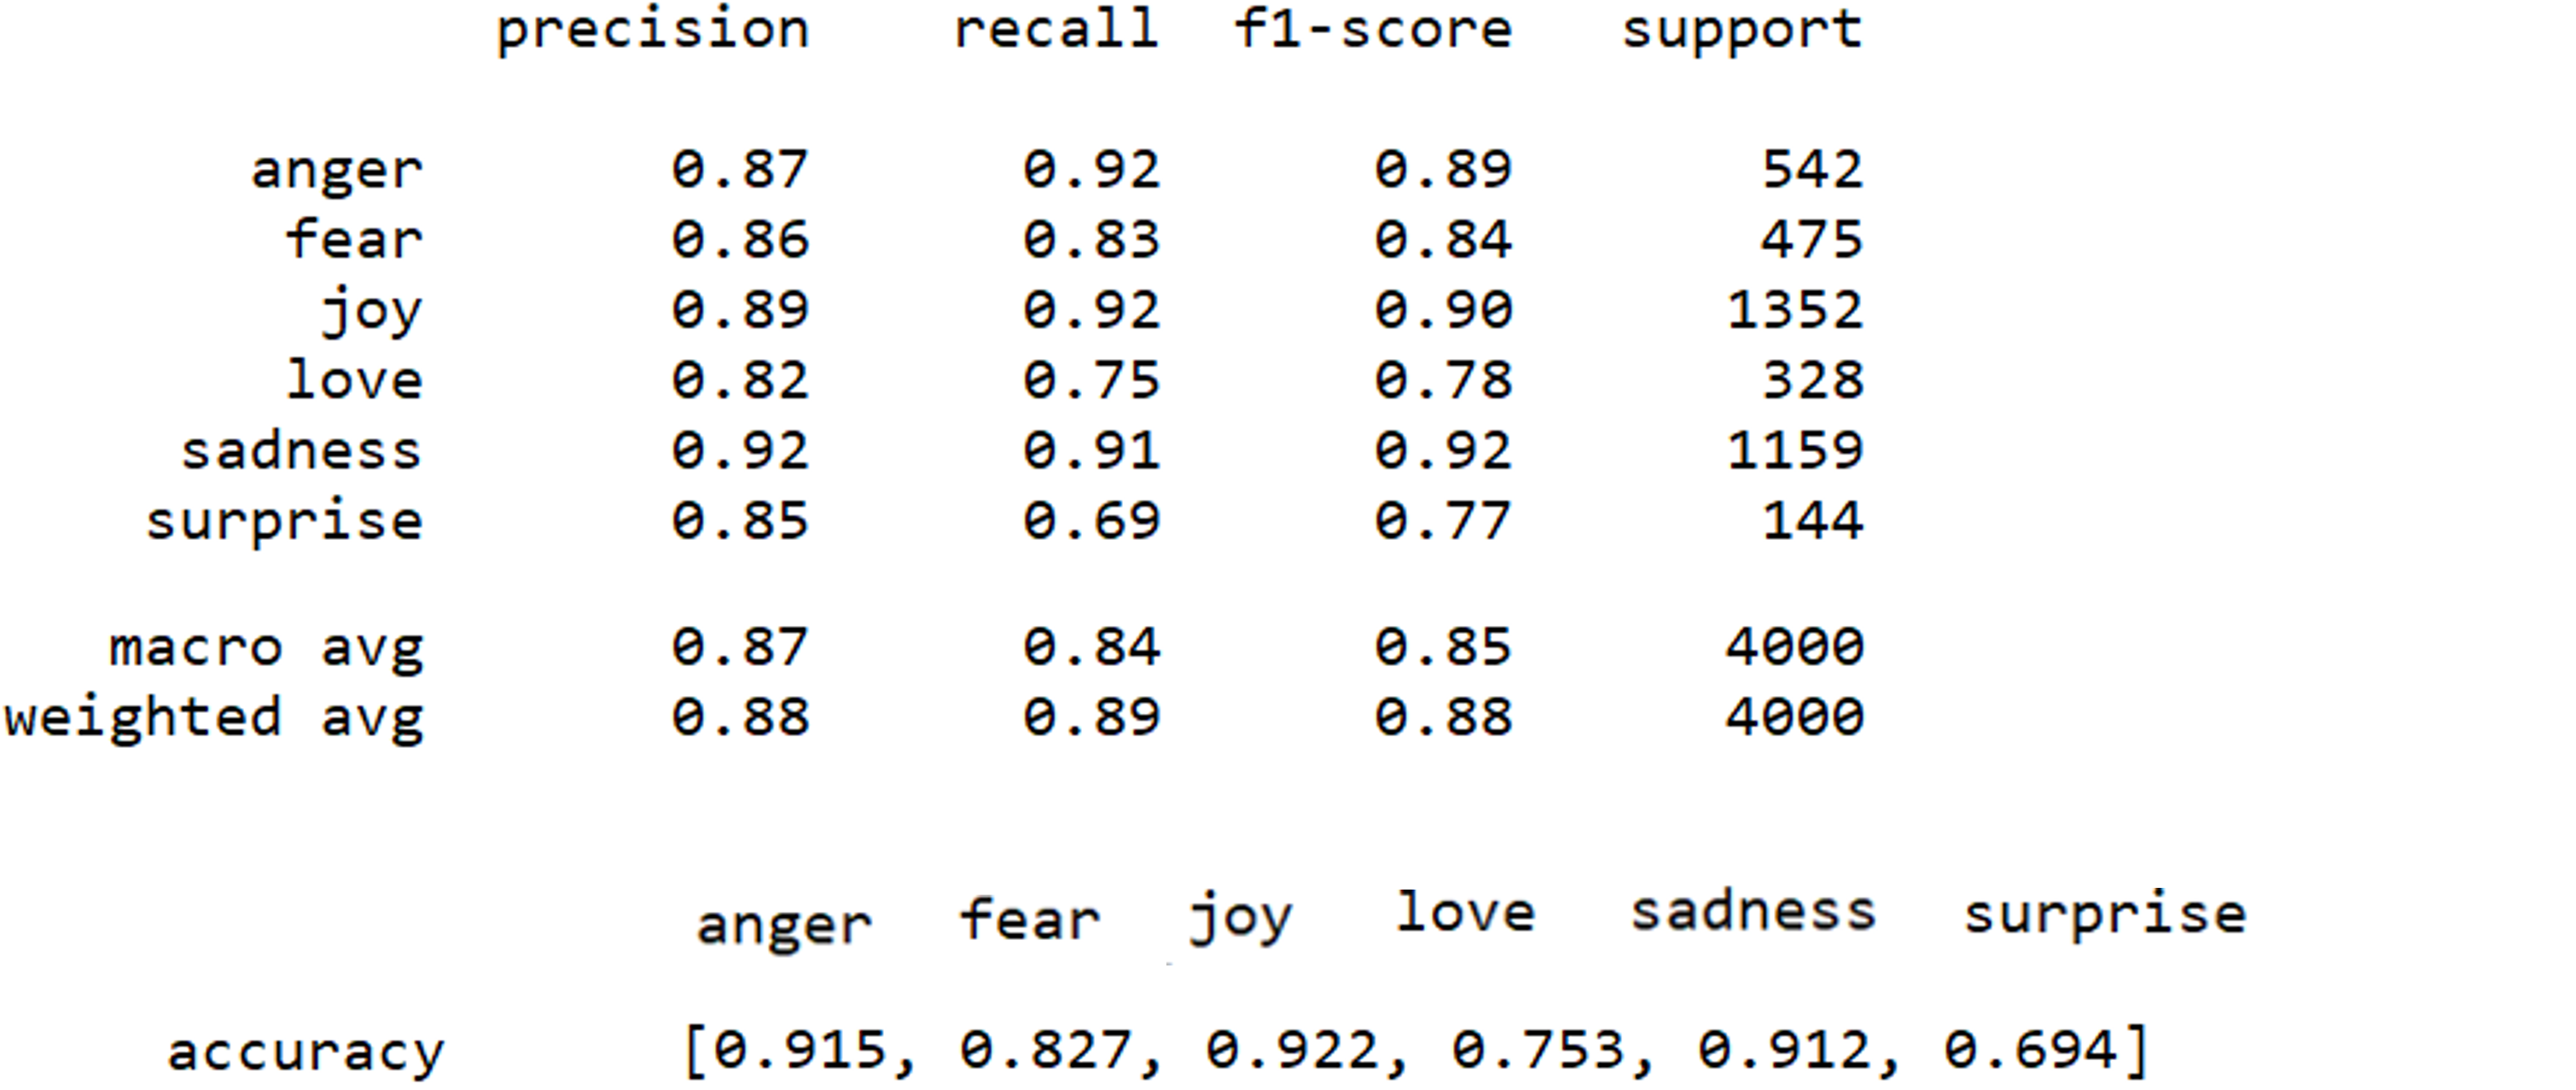 precision recall f1-score support
anger 0.87 0.92 0.89 542
fear 0.86 0.83 0.84 475
joy 0.89 0.92 0.90 1352
love 0.82 0.75 0.78 328
sadness 0.92 0.91 0.92 1159
surprise 0.85 0.69 0.77 144
macro avg 0.87 0.84 0.85 4000
weighted avg 0.88 0.89 0.88 4000
anger fear joy love sadness surprise
accuracy [0.915, 0.827, 0.922, 0.753, 0.912, 0.694]